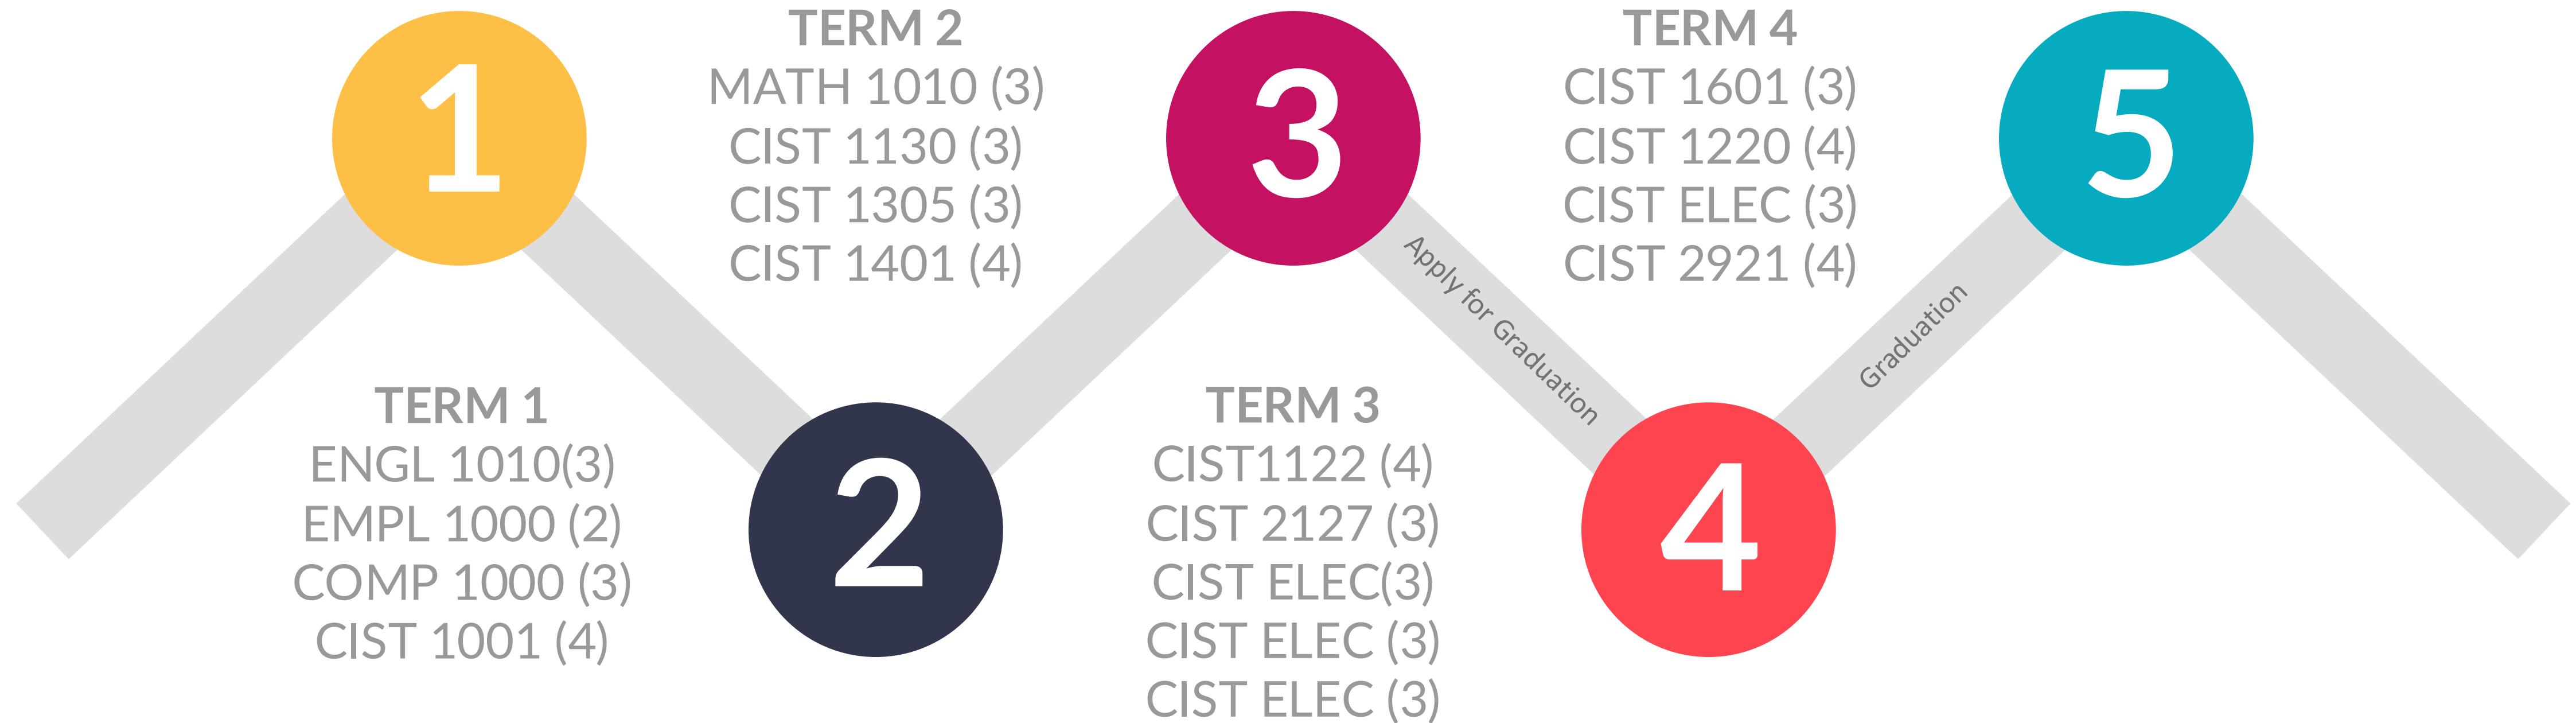 1
TERM 1
ENGL 1010(3)
EMPL 1000 (2)
COMP 1000 (3)
CIST 1001 (4)
2
TERM 2
MATH 1010 (3)
CIST 1130 (3)
CIST 1305 (3)
CIST 1401 (4)
3
TERM 3
CIST1122 (4)
CIST 2127 (3)
CIST ELEC(3)
CIST ELEC (3)
CIST ELEC (3)
Apply for Graduation
4
TERM 4
CIST 1601 (3)
CIST 1220 (4)
CIST ELEC (3)
CIST 2921 (4)
Graduation
5